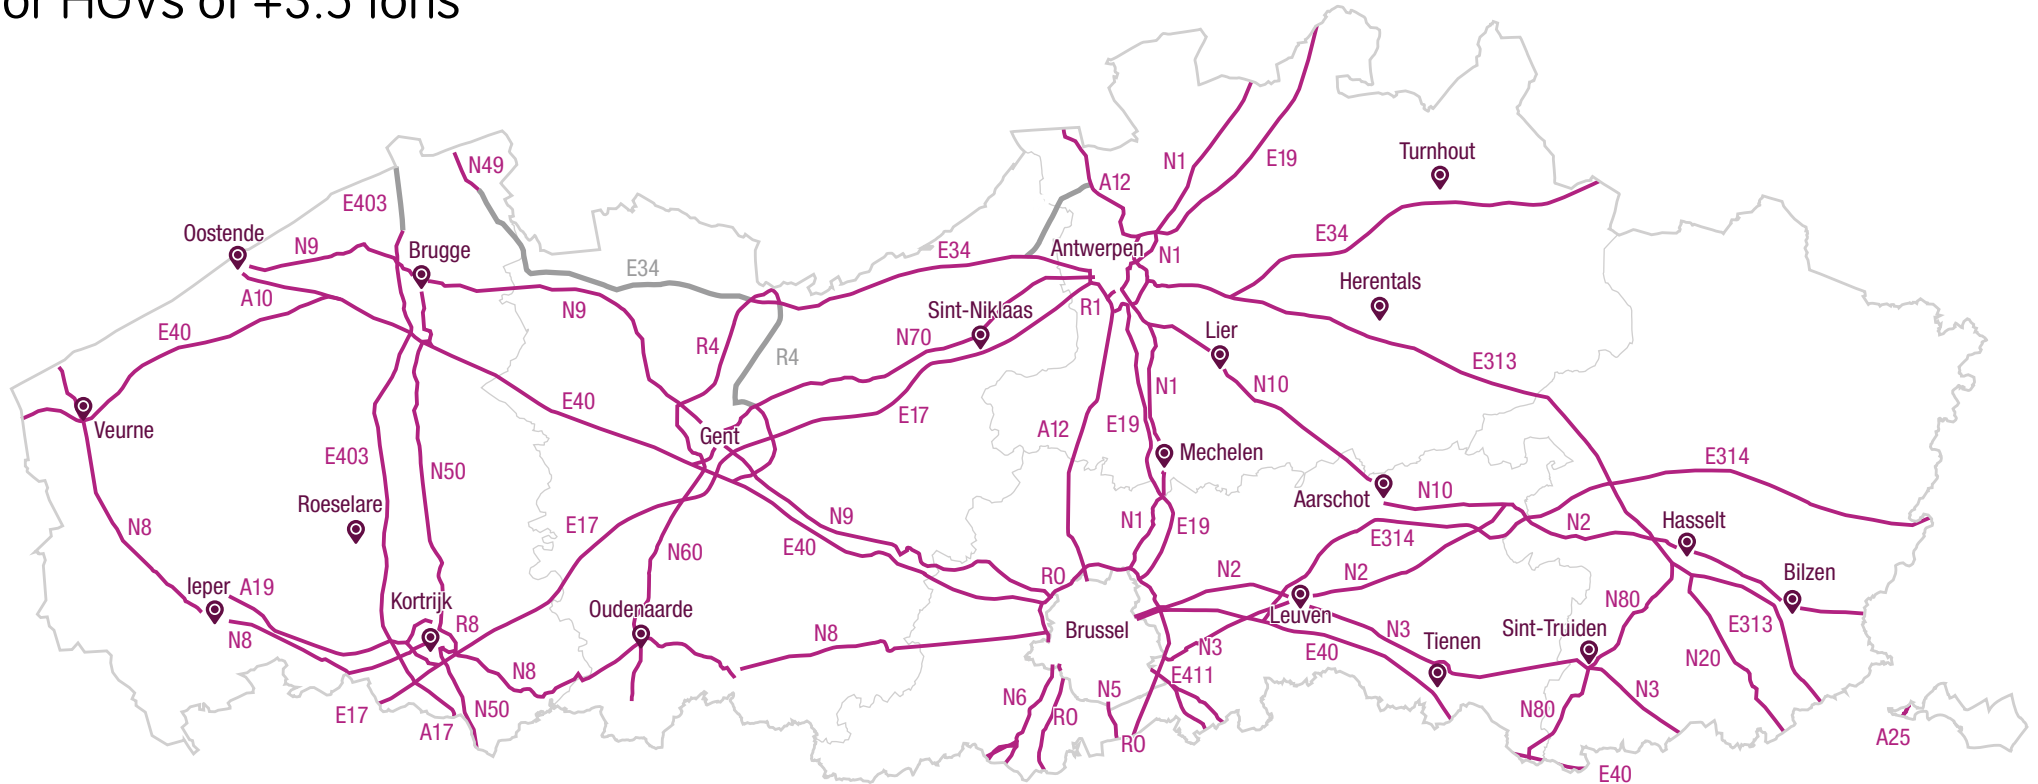 or HGVs of +3.5 tons
N49
E403
Oostende
N9
Brugge
A10
E40
N9
E34
R4
R4
E40
Veurne
E403
N50
Roeselare
N8
Ieper
A19
N8
Kortrijk
R8
N8
E17
A17
N50
Gent
E17
N60
Oudenaarde
N9
E40
N8
E17
N70
Sint-Niklaas
E34
A12
N1
E19
Turnhout
Antwerpen
N1
R1
E34
Herentals
Lier
E313
N10
N1
E19
A12
Mechelen
N1
E19
Aarschot
N10
E314
N2
Hasselt
E314
N2
N2
R0
Brussel
Leuven
N3
N3
E40
Tienen
Sint-Truiden
N80
Bilzen
E313
N20
N3
N80
E40
A25
E411
N6
R0
N5
R0